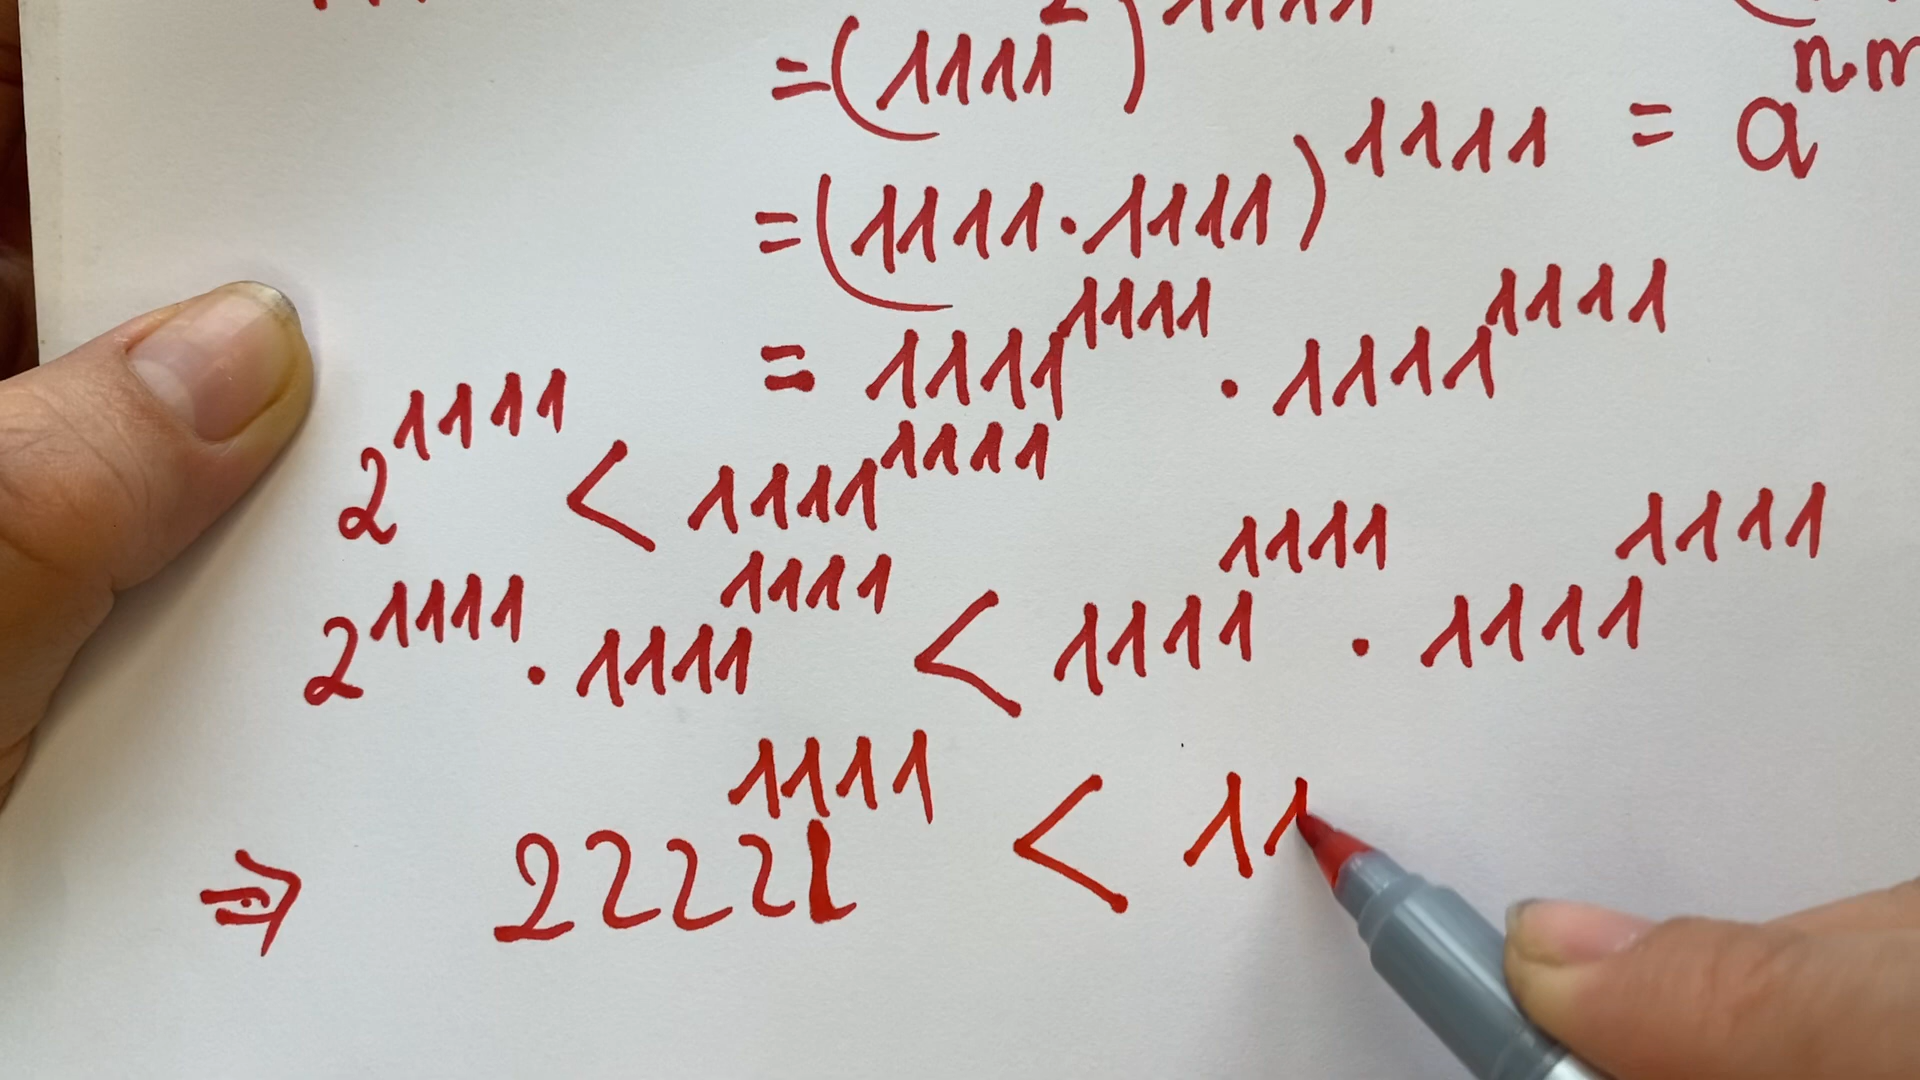 =(1111²)¹¹¹¹
nm
=(1111·1111)¹¹¹¹ = a
= 1111¹¹¹¹ · 1111¹¹¹¹
2¹¹¹¹ < 1111¹¹¹¹
2¹¹¹¹ · 1111¹¹¹¹ < 1111¹¹¹¹ · 1111¹¹¹¹
⇒ 2222¹¹¹¹ < 11